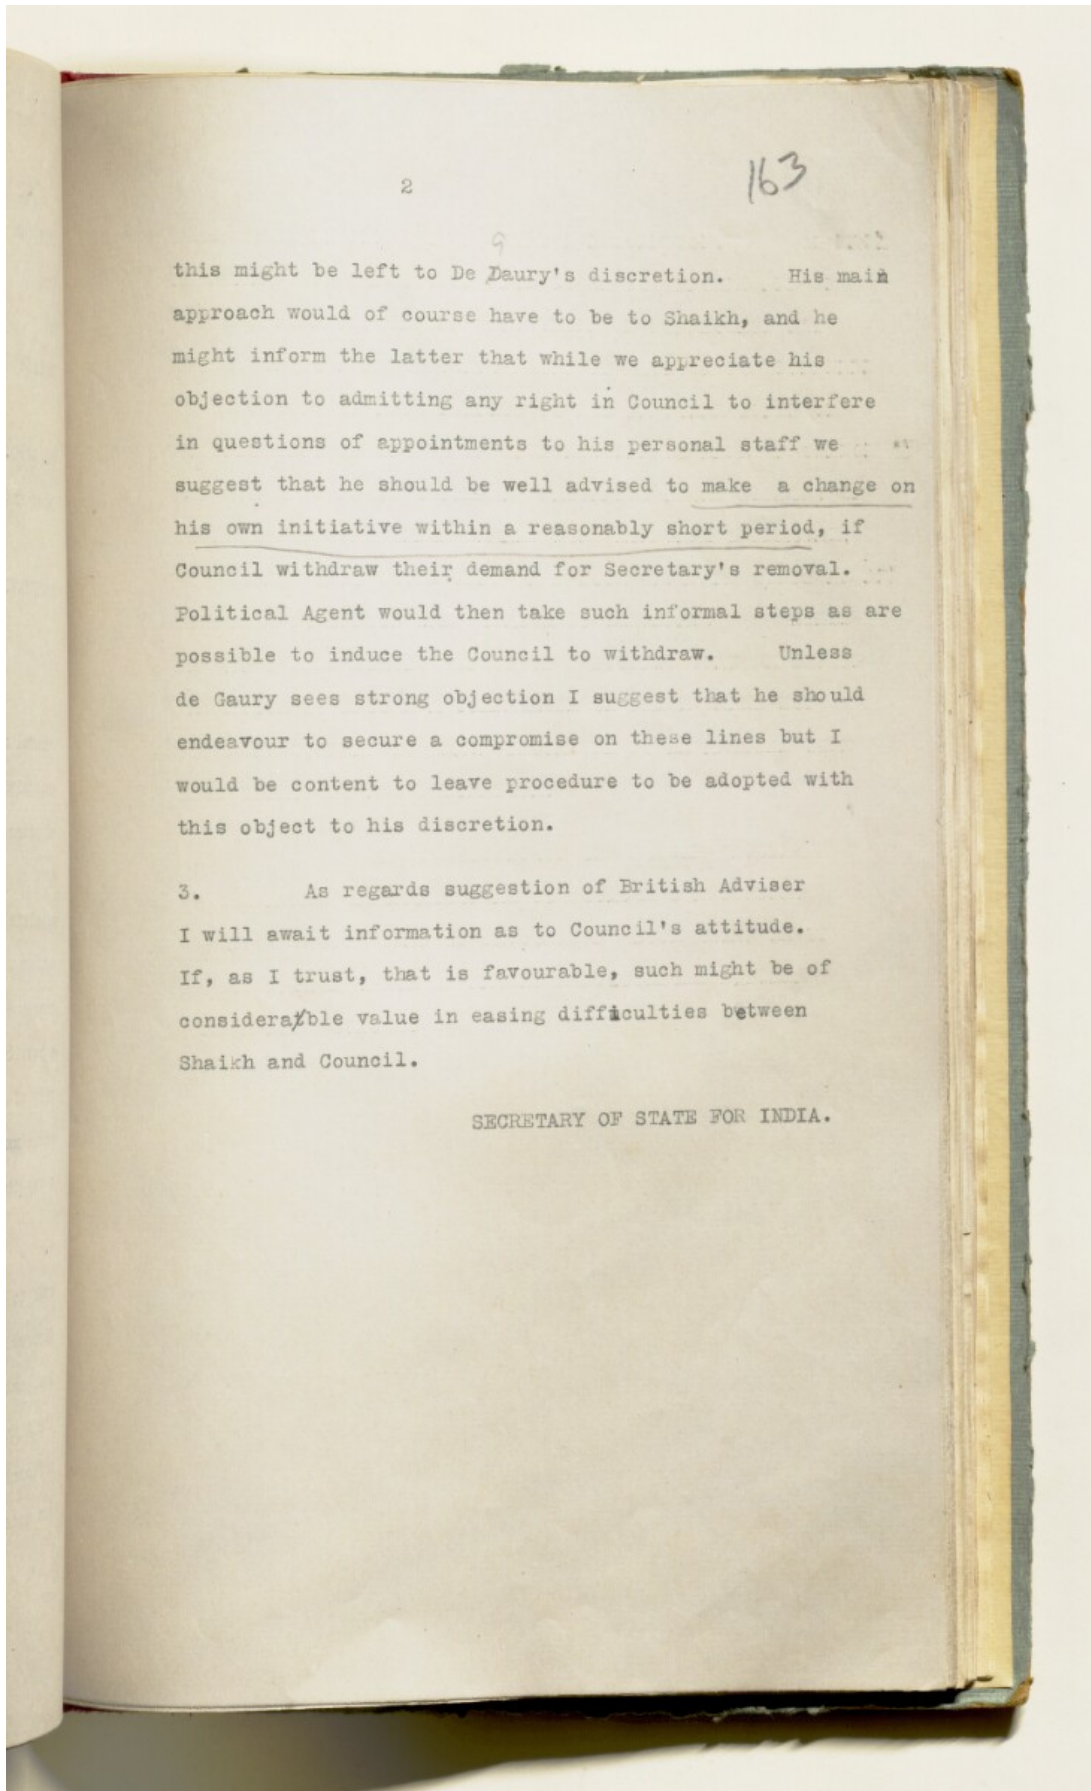 2
163
G
this might be left to De Daury's discretion. His main
approach would of course have to be to Shaikh, and he
might inform the latter that while we appreciate his
objection to admitting any right in Council to interfere
in questions of appointments to his personal staff we
suggest that he should be well advised to make a change on
his own initiative within a reasonably short period, if
Council withdraw their demand for Secretary's removal.
Political Agent would then take such informal steps as are
possible to induce the Council to withdraw. Unless
de Gaury sees strong objection I suggest that he should
endeavour to secure a compromise on these lines but I
would be content to leave procedure to be adopted with
this object to his discretion.
3. As regards suggestion of British Adviser
I will await information as to Council's attitude.
If, as I trust, that is favourable, such might be of
consideratble value in easing difficulties between
Shaikh and Council.
SECRETARY OF STATE FOR INDIA.